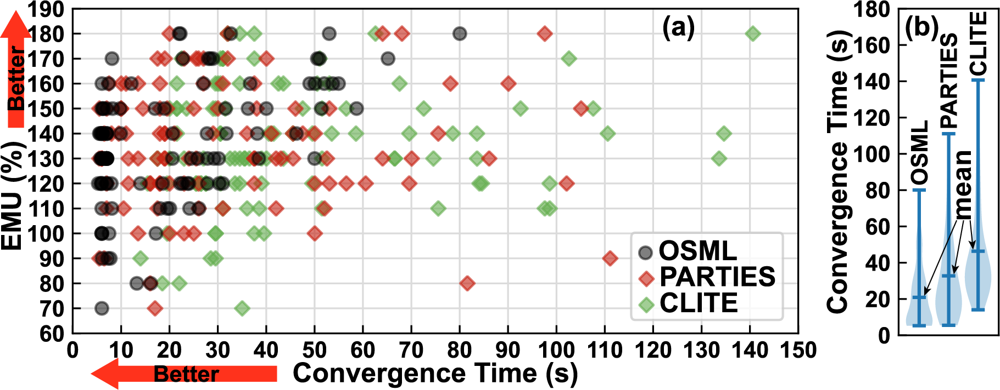 190
180
170
160
150
140
130
120
110
100
90
80
70
60
EMU (%)
Better
(a)
OSML
PARTIES
CLITE
0 10 20 30 40 50 60 70 80 90 100 110 120 130 140 150
Better
Convergence Time (s)
180
160
140
120
100
80
60
40
20
0
Convergence Time (s)
(b)
OSML
PARTIES
CLITE
mean